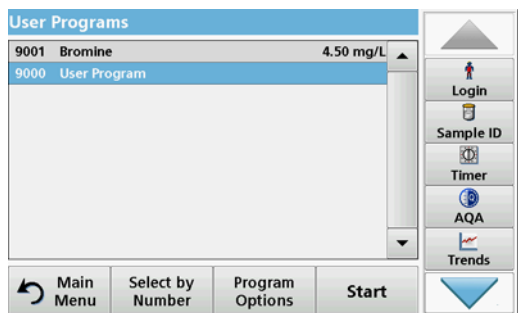 User Programs
9001 Bromine 4.50 mg/L
9000 User Program
Login
Sample ID
Timer
AQA
Trends
Main Menu
Select by Number
Program Options
Start